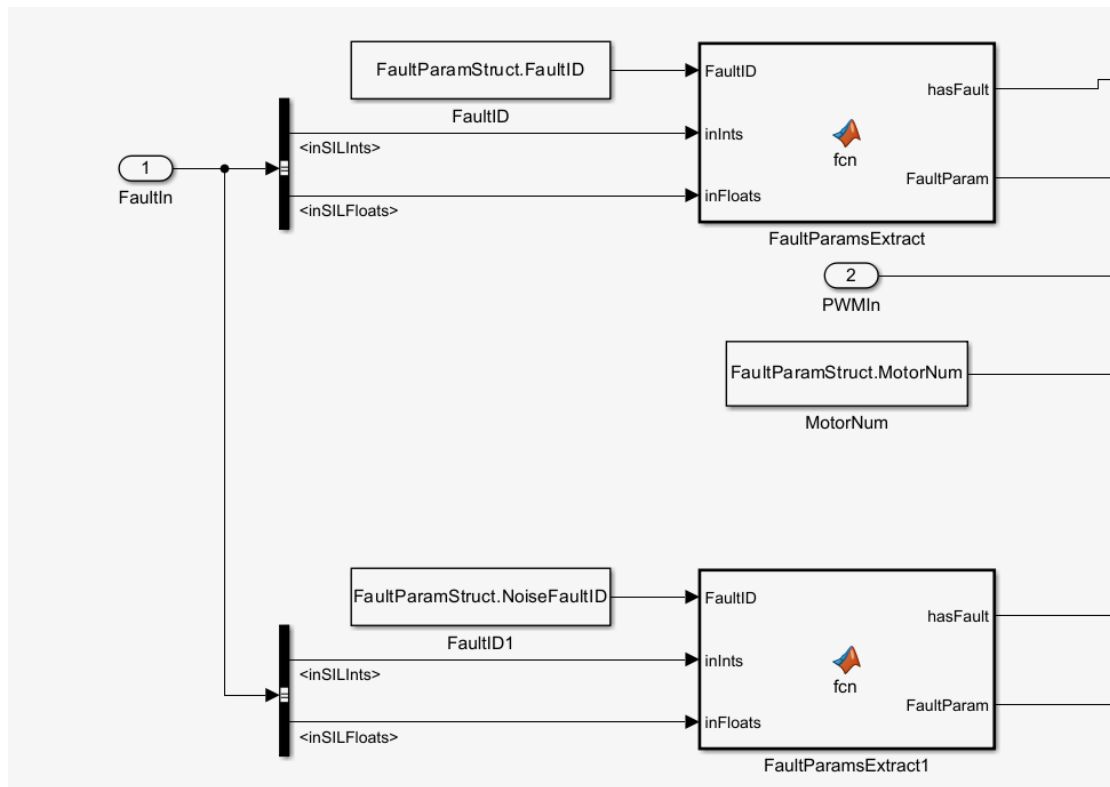 FaultParamStruct.FaultID
FaultID
FaultID
inInts
inFloats
hasFault
FaultParam
fcn
FaultParamsExtract
<inSILInts>
<inSILFloats>
1
FaultIn
2
PWMIn
FaultParamStruct.MotorNum
MotorNum
FaultParamStruct.NoiseFaultID
FaultID1
FaultID
inInts
inFloats
hasFault
FaultParam
fcn
FaultParamsExtract1
<inSILInts>
<inSILFloats>